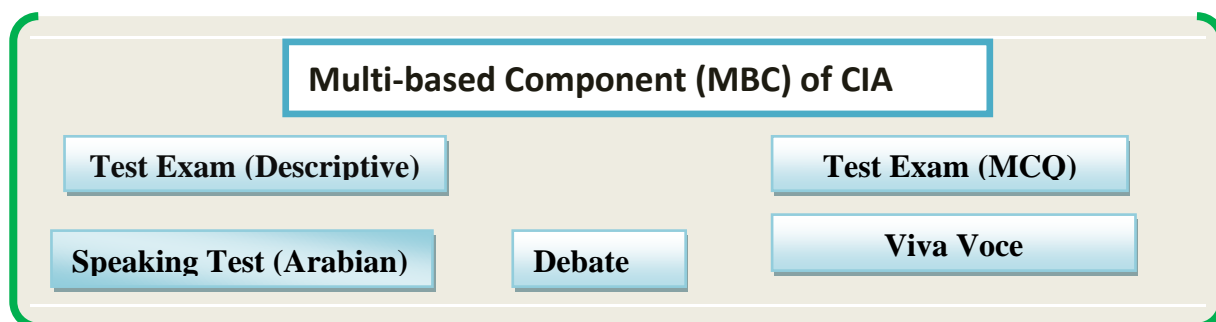 Multi-based Component (MBC) of CIA
Test Exam (Descriptive)
Test Exam (MCQ)
Speaking Test (Arabian)
Debate
Viva Voce